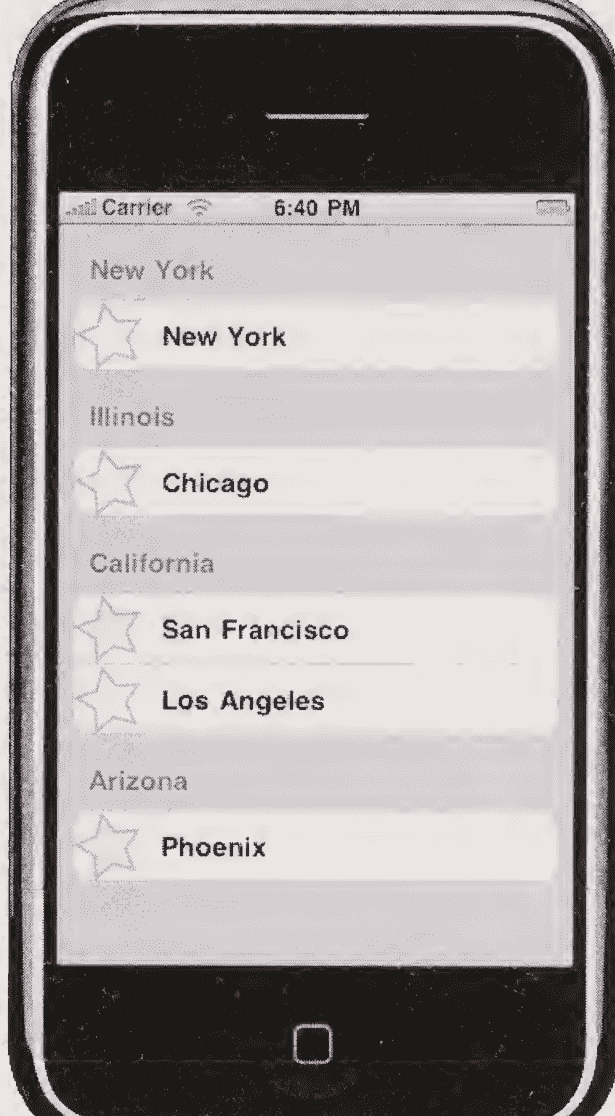 Carrier 6:40 PM
New York
New York
Illinois
Chicago
California
San Francisco
Los Angeles
Arizona
Phoenix